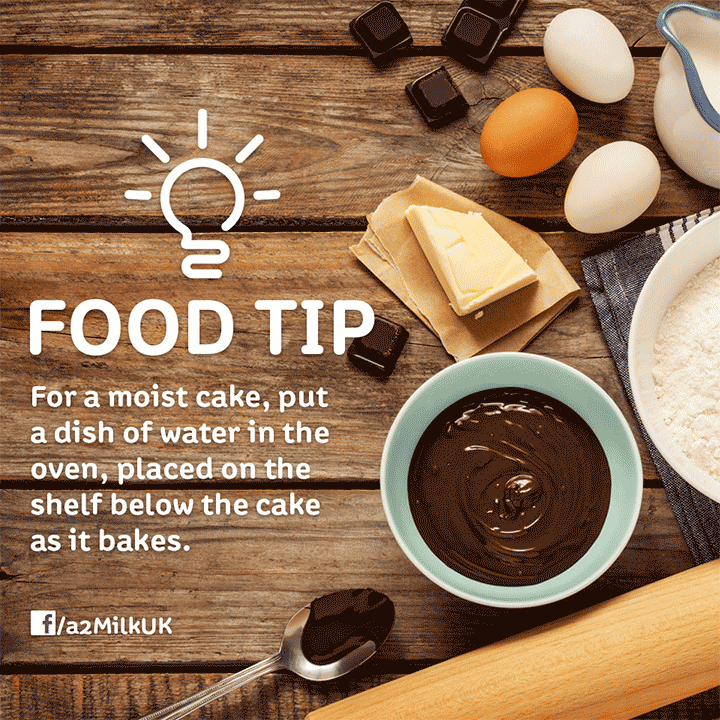 FOOD TIP
For a moist cake, put
a dish of water in the
oven, placed on the
shelf below the cake
as it bakes.
f/a2MilkUK